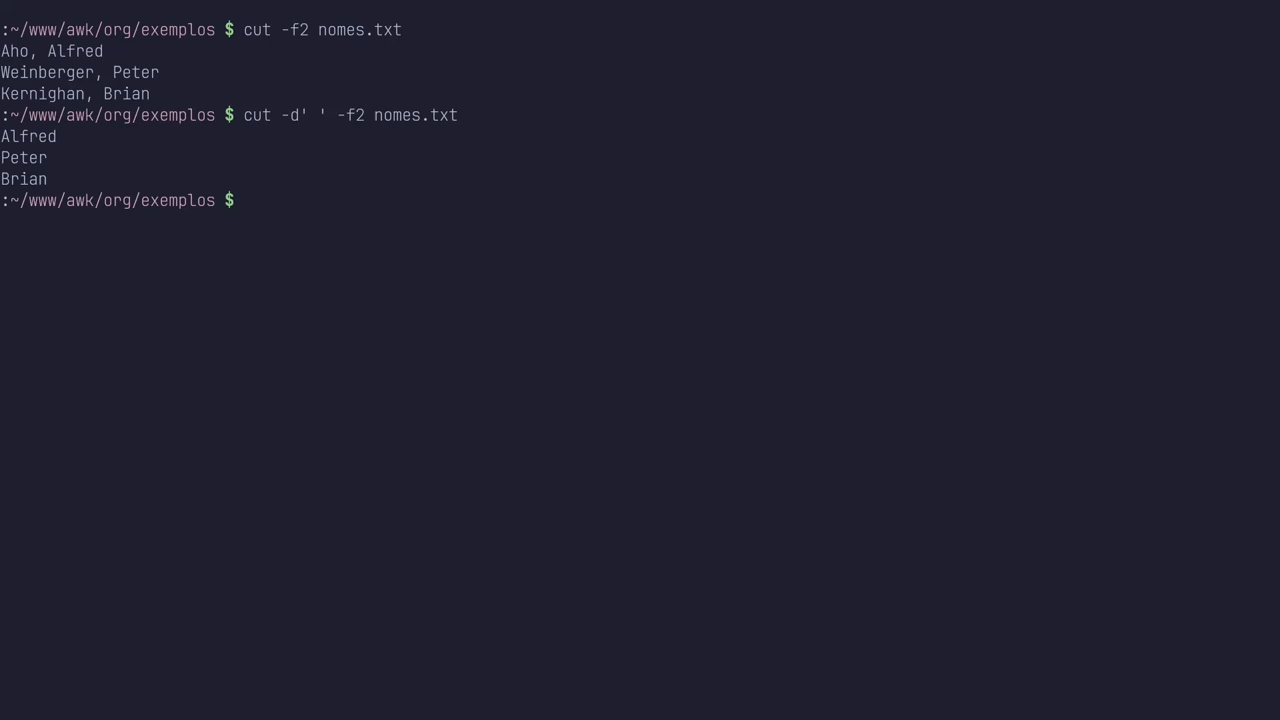 :~/www/awk/org/exemplos $ cut -f2 nomes.txt
Aho, Alfred
Weinberger, Peter
Kernighan, Brian
:~/www/awk/org/exemplos $ cut -d' ' -f2 nomes.txt
Alfred
Peter
Brian
:~/www/awk/org/exemplos $